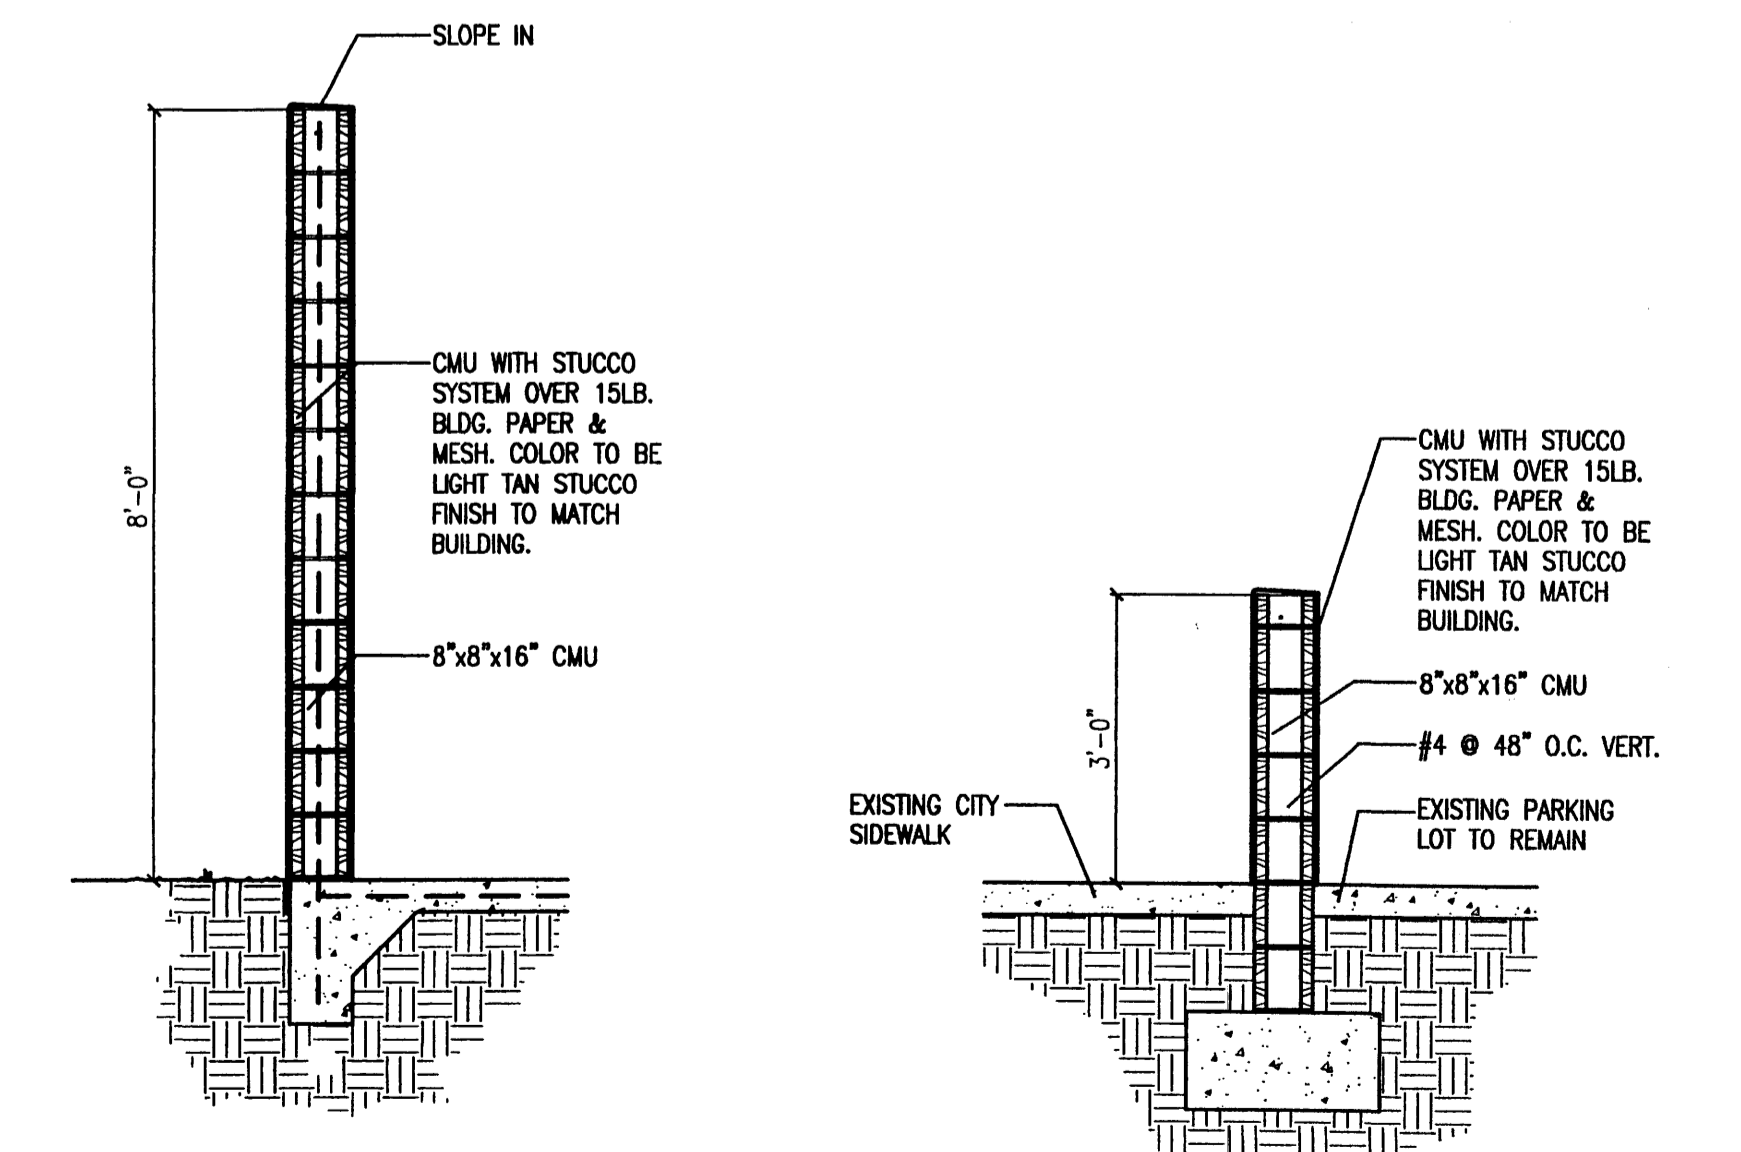 SLOPE IN
8'-0"
CMU WITH STUCCO
SYSTEM OVER 15LB.
BLDG. PAPER &
MESH. COLOR TO BE
LIGHT TAN STUCCO
FINISH TO MATCH
BUILDING.
8"x8"x16" CMU
CMU WITH STUCCO
SYSTEM OVER 15LB.
BLDG. PAPER &
MESH. COLOR TO BE
LIGHT TAN STUCCO
FINISH TO MATCH
BUILDING.
3'-0"
8"x8"x16" CMU
#4 @ 48" O.C. VERT.
EXISTING CITY
SIDEWALK
EXISTING PARKING
LOT TO REMAIN